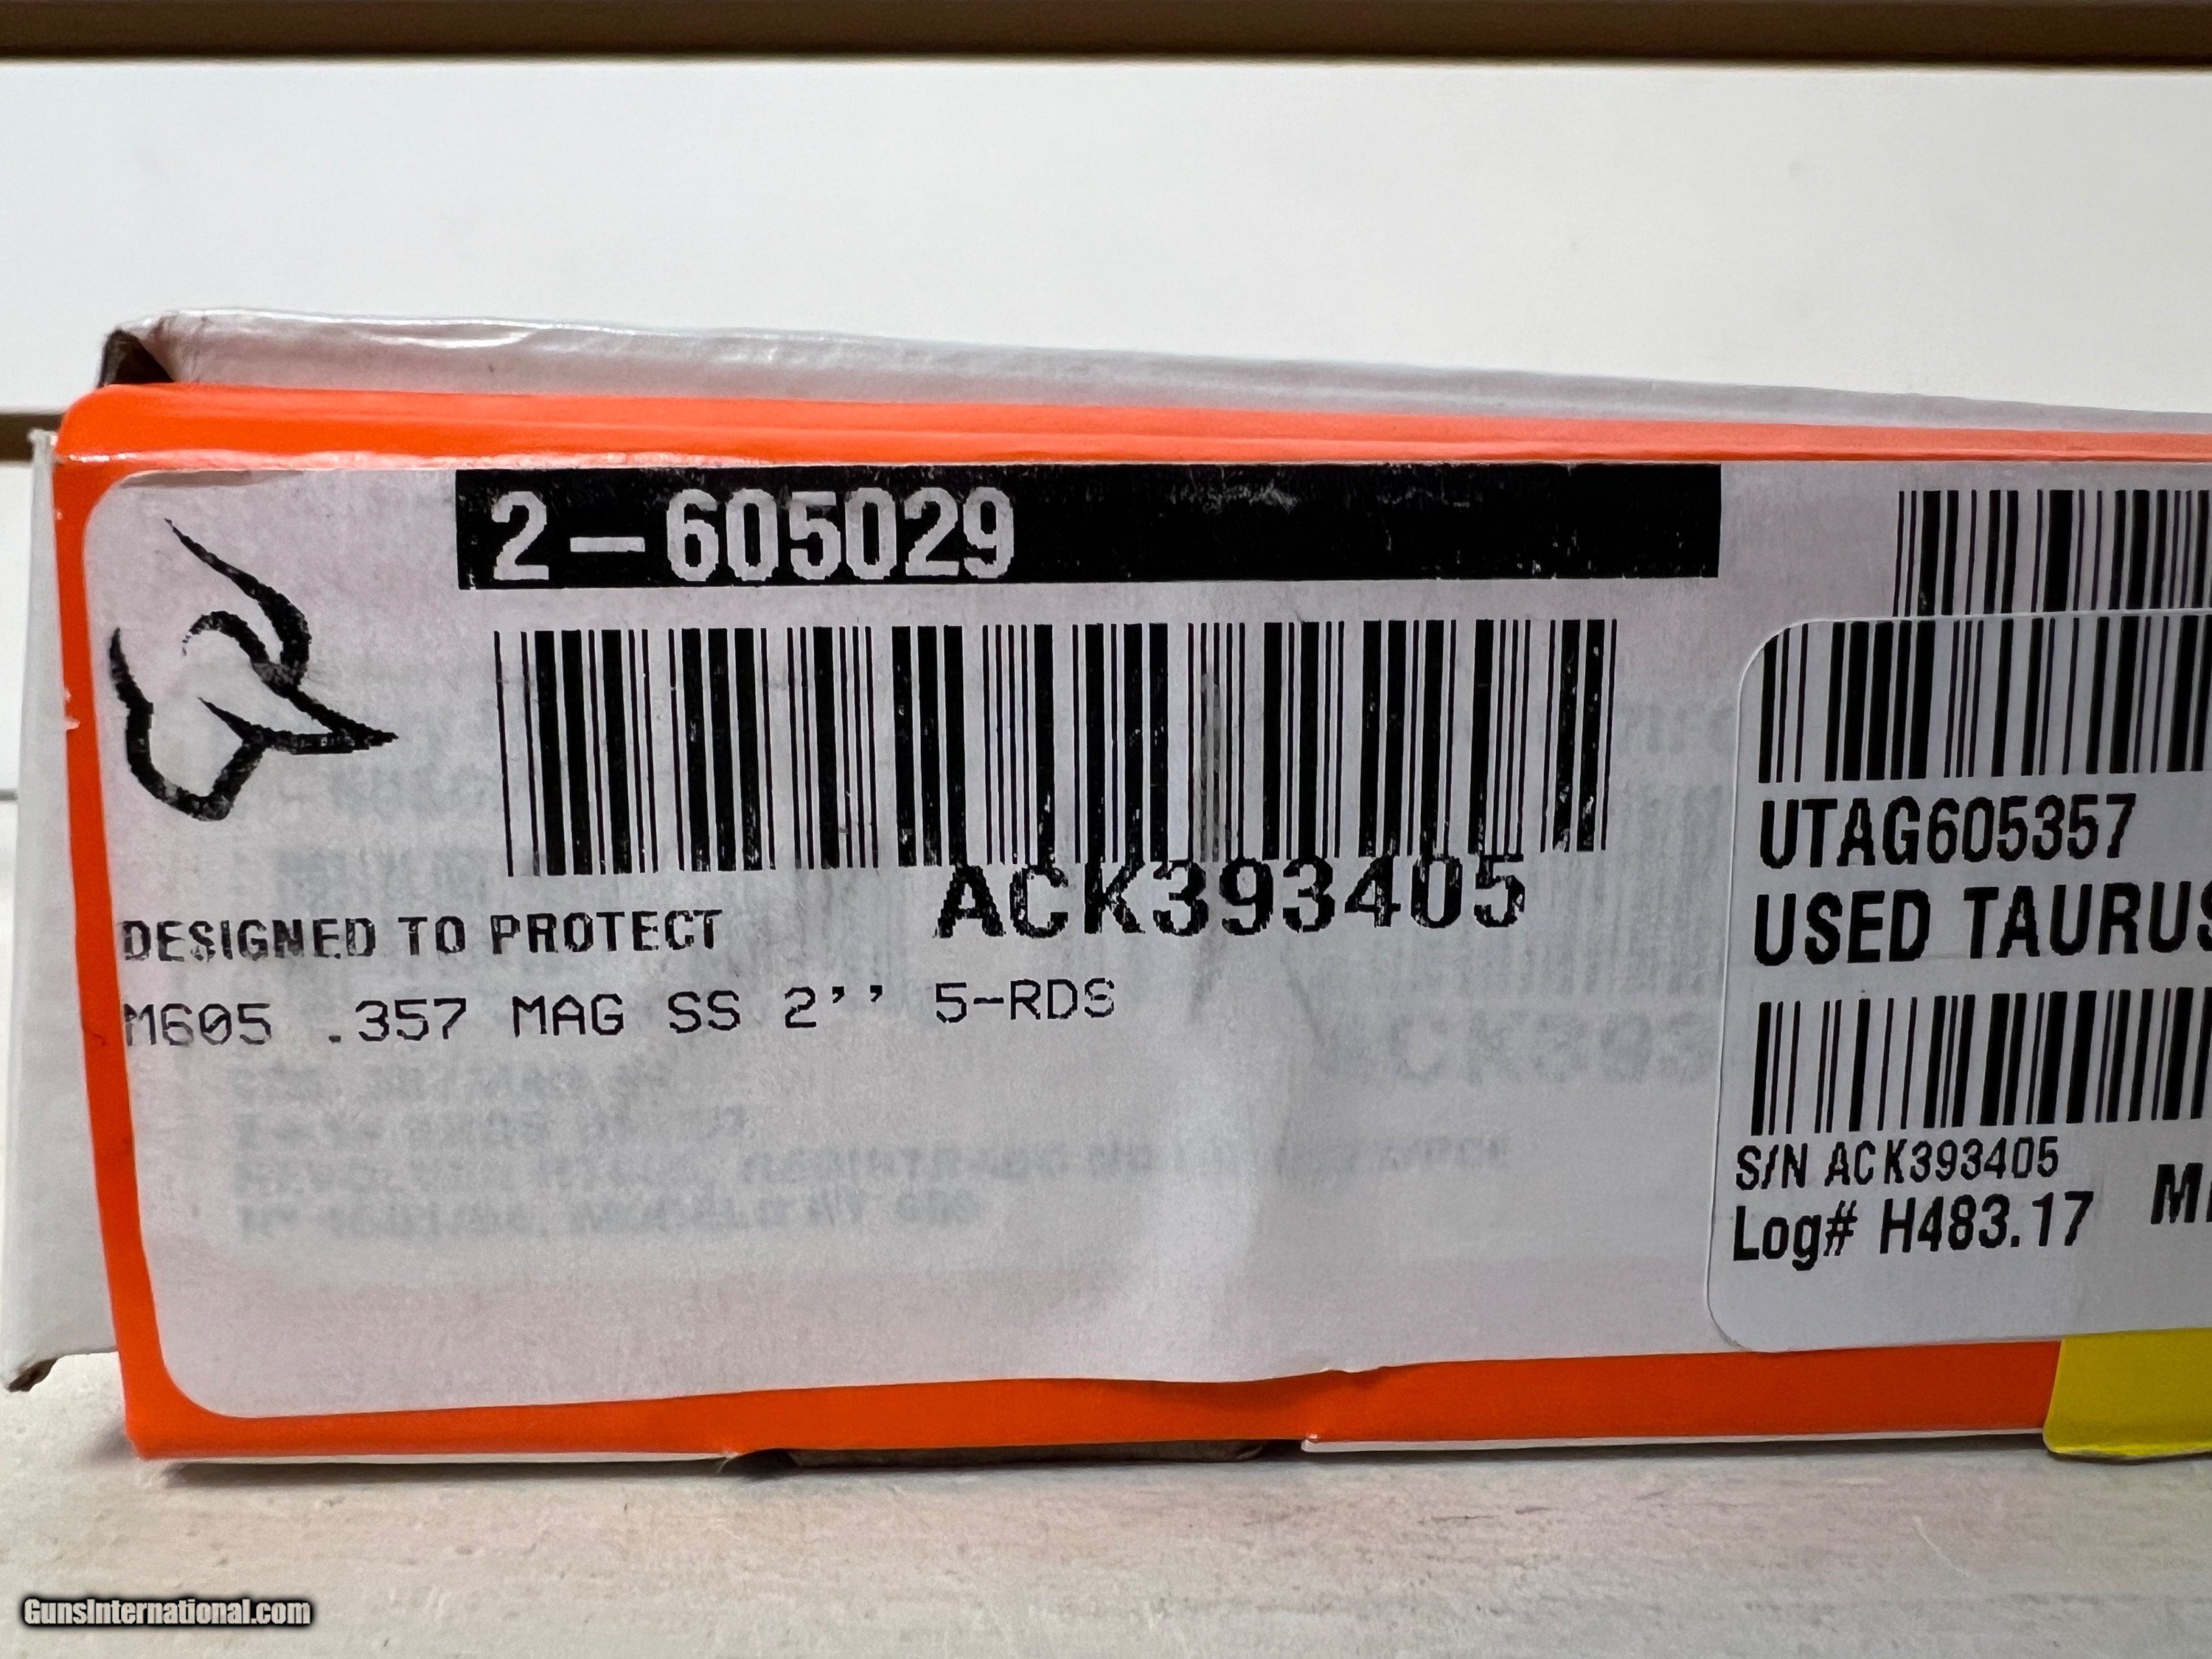 2-605029
ACK393405
DESIGNED TO PROTECT
M605 .357 MAG SS 2'' 5-RDS
UTAG605357
USED TAURUS
S/N ACK393405
Log# H483.17
GunsInternational.com